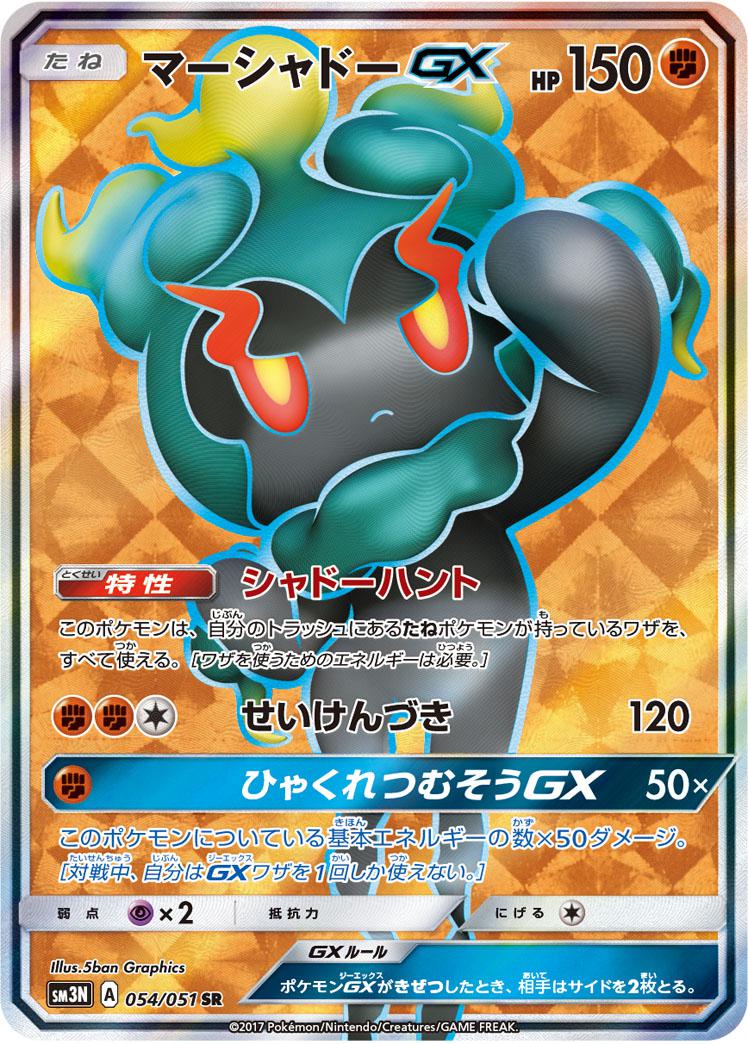 たね マーシャドーGX HP150
とくせい
特性 シャドーハント
このポケモンは、自分のトラッシュにあるたねポケモンが持っているワザを、
すべて使える。[ワザを使うためのエネルギーは必要。]
せいけんづき 120
ひゃくれつむそうGX 50×
このポケモンについている基本エネルギーの数×50ダメージ。
[対戦中、自分はGXワザを1回しか使えない。]
弱点 ×2 抵抗力 にげる
GXルール
ポケモンGXがきぜつしたとき、相手はサイドを2枚とる。
Illus.5ban Graphics
SM3N A 054/051 SR
©2017 Pokémon/Nintendo/Creatures/GAME FREAK.